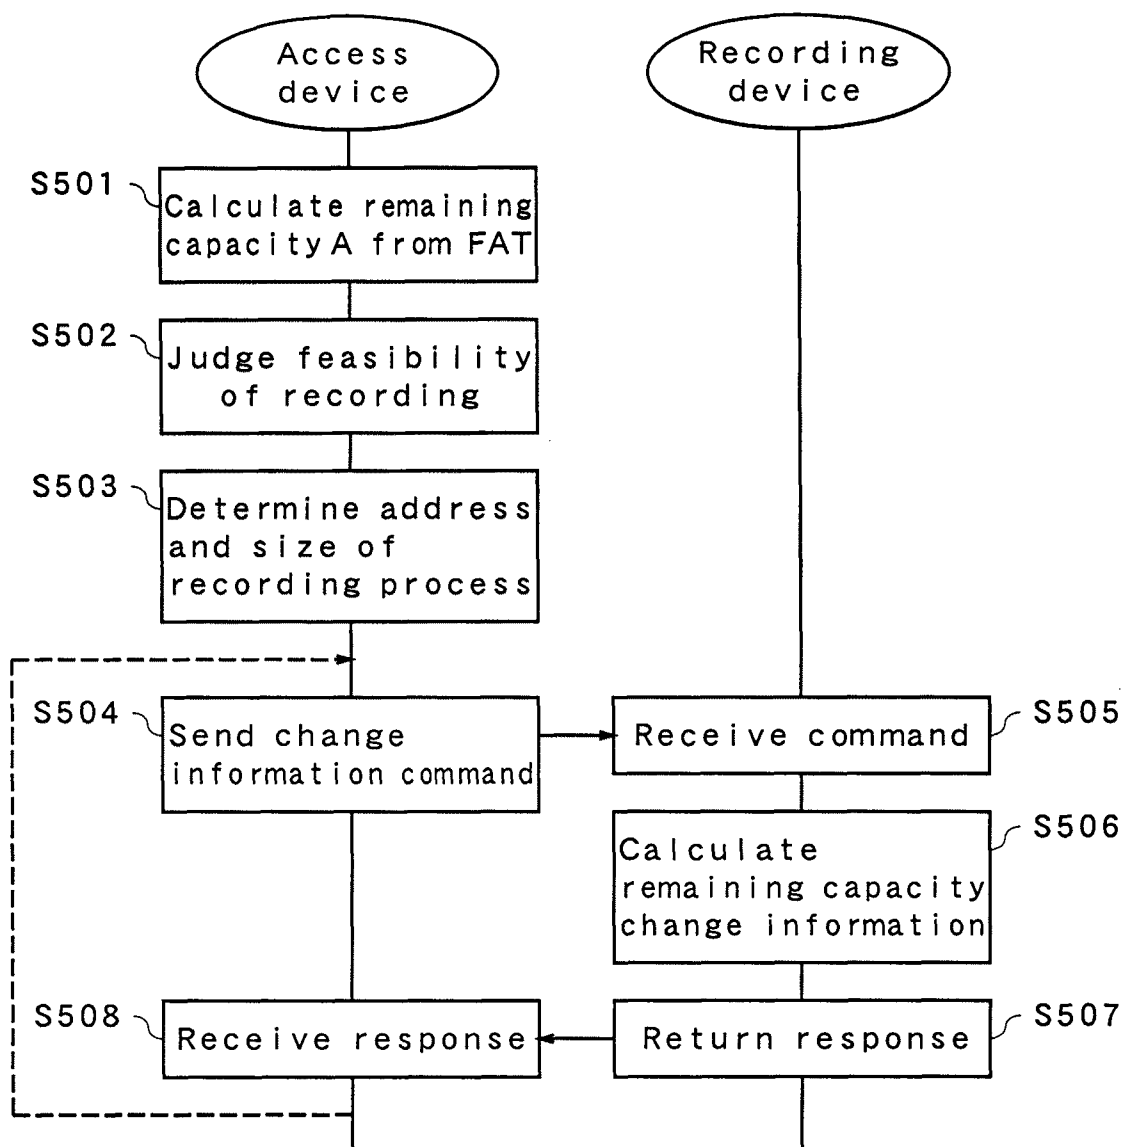 Access
device
Recording
device
S501
Calculate remaining
capacity A from FAT
S502
Judge feasibility
of recording
S503
Determine address
and size of
recording process
S504
Send change
information command
Receive command
S505
S506
Calculate
remaining capacity
change information
S508
Receive response
Return response
S507